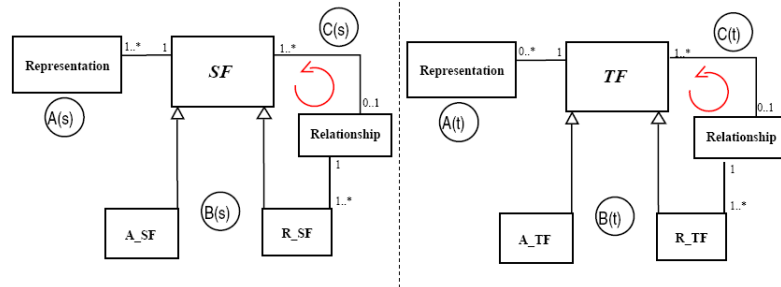 C(s)
1..*
1
1..*
Representation
SF
A(s)
0..1
Relationship
1
B(s)
1..*
A_SF
R_SF
C(t)
0..*
1
1..*
Representation
TF
A(t)
0..1
Relationship
1
B(t)
1..*
A_TF
R_TF